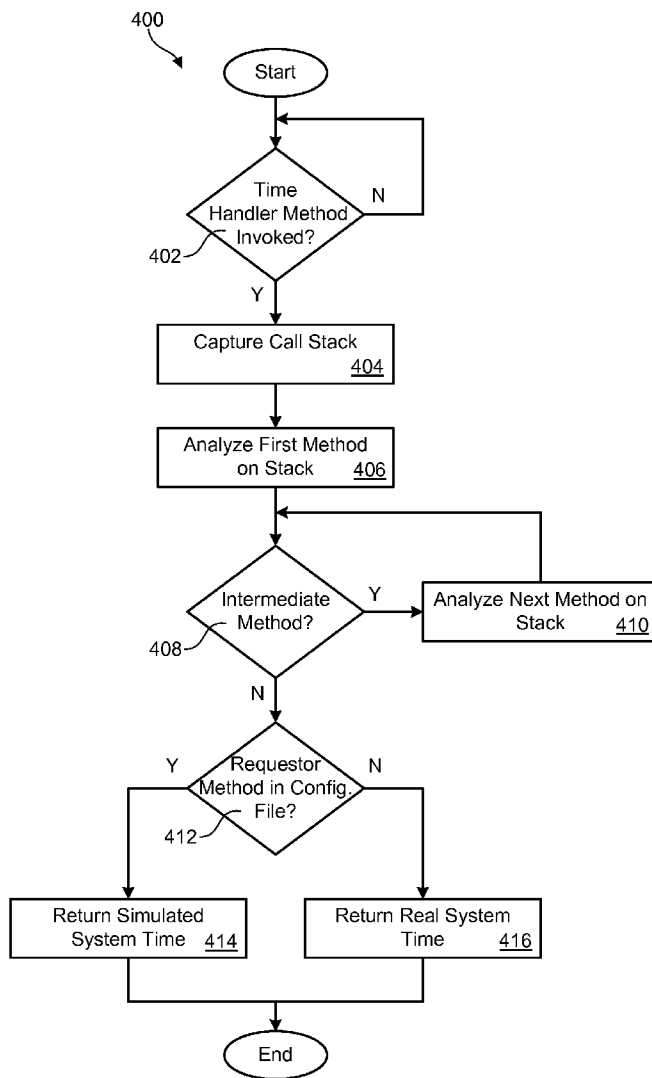 400
Start
Time
Handler Method
Invoked?
N
402
Y
Capture Call Stack
404
Analyze First Method
on Stack
406
Intermediate
Method?
Y
408
Analyze Next Method on
Stack
410
N
Requestor
Method in Config.
File?
Y
N
412
Return Simulated
System Time
414
Return Real System
Time
416
End